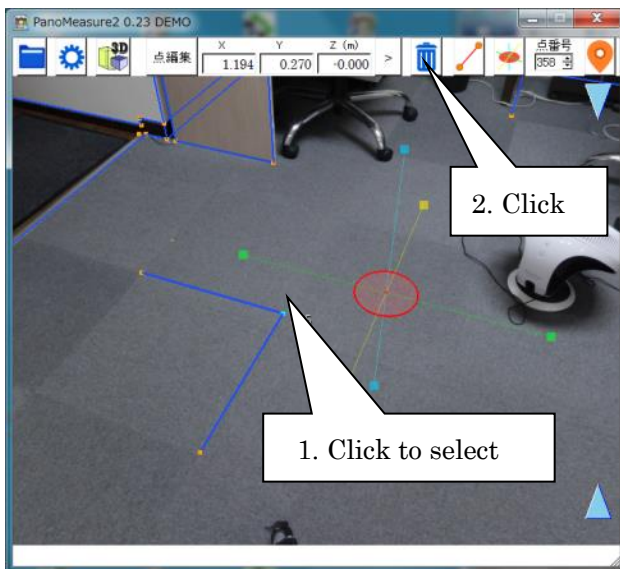 PanoMeasure2 0.23 DEMO
3D
点編集
X Y Z (m)
1.194 0.270 -0.000 >
点番号
358
2. Click
1. Click to select